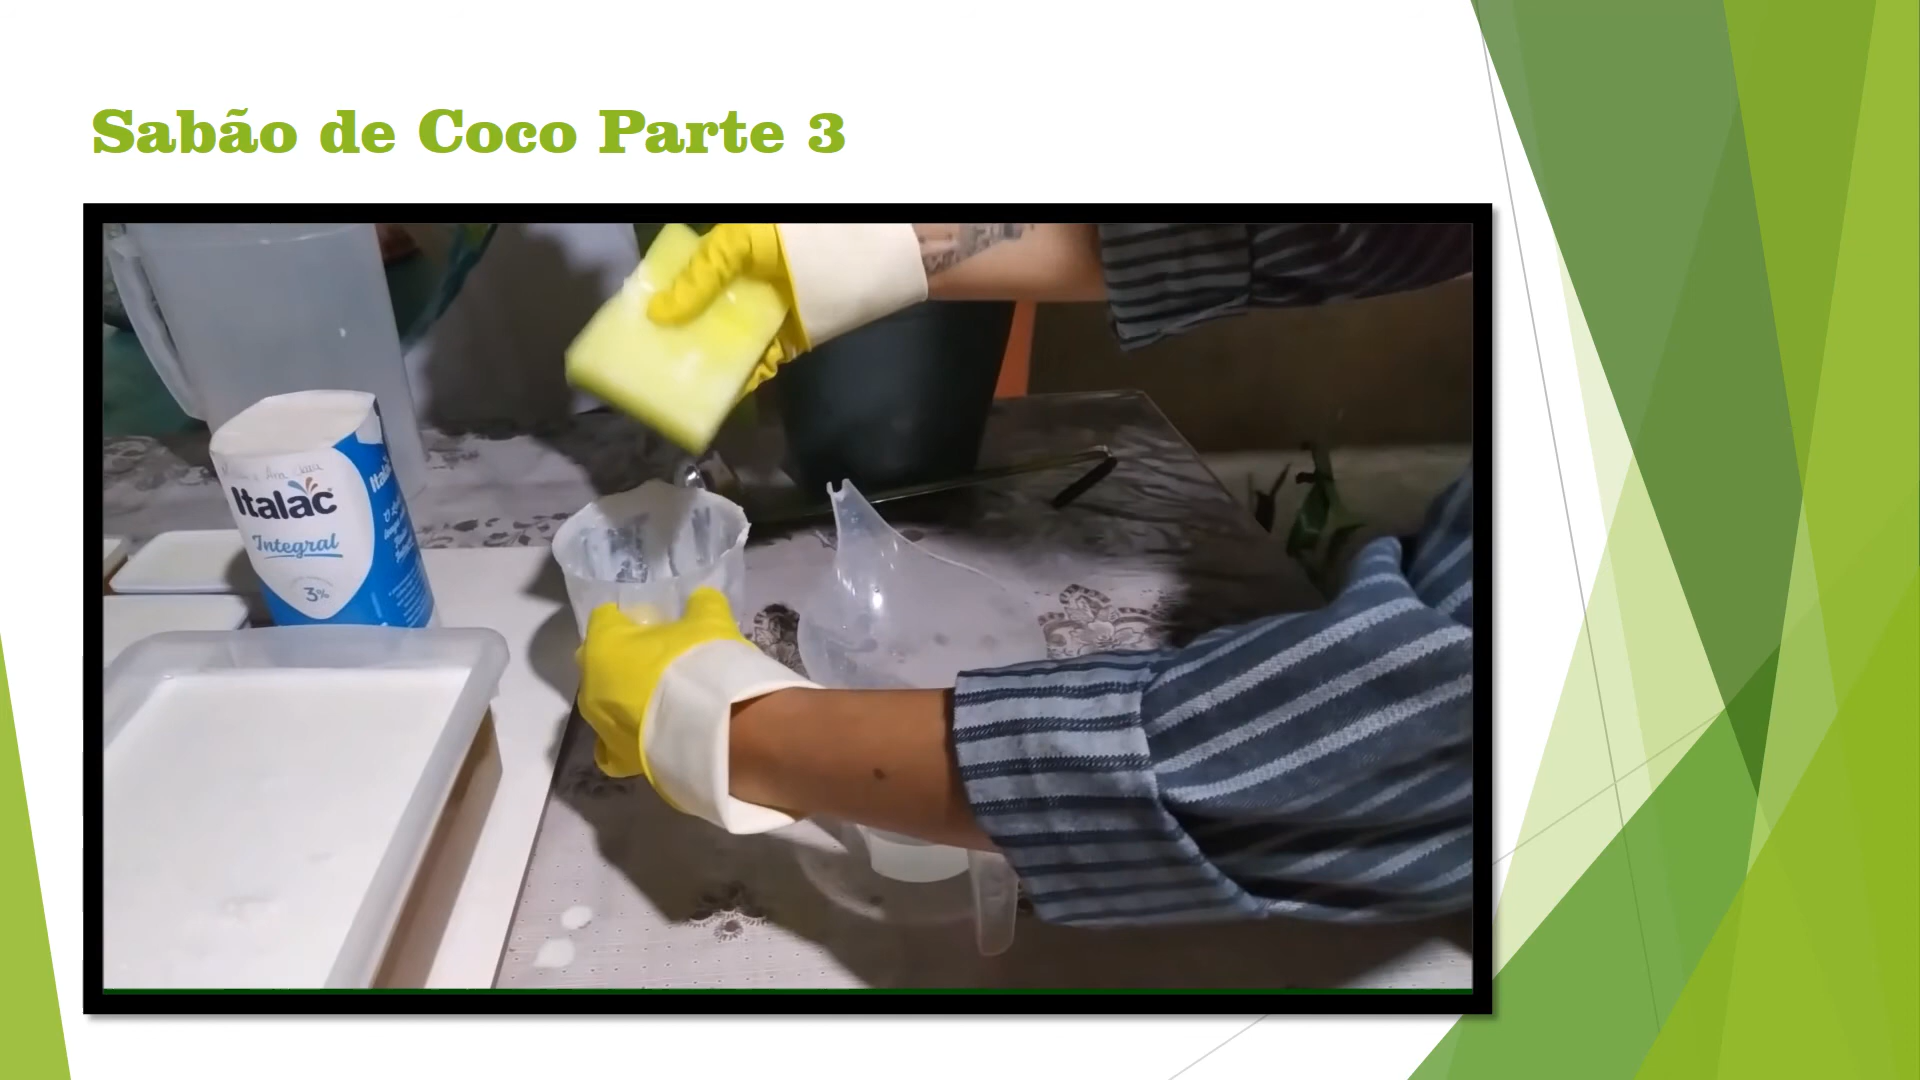 Sabão de Coco Parte 3
Italac
Integral
3%